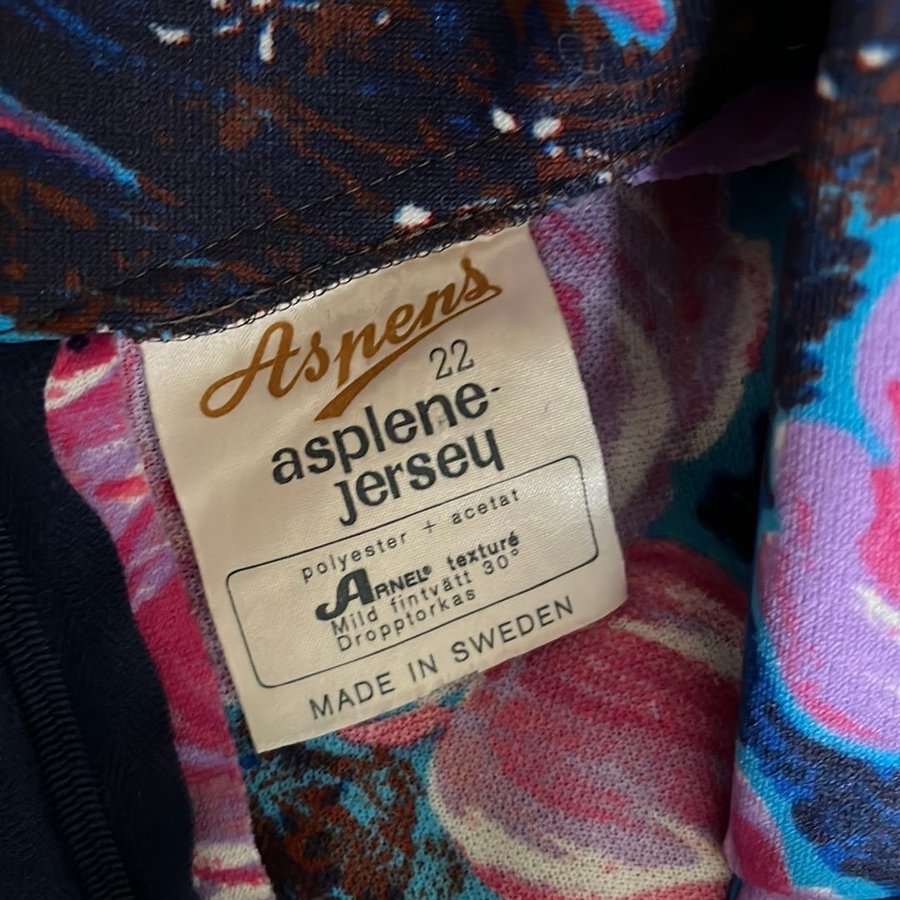 Aspens
22
asplene-
jersey
polyester + acetat
ARNEL® texturé
Mild fintvätt 30°
Dropptorkas
MADE IN SWEDEN